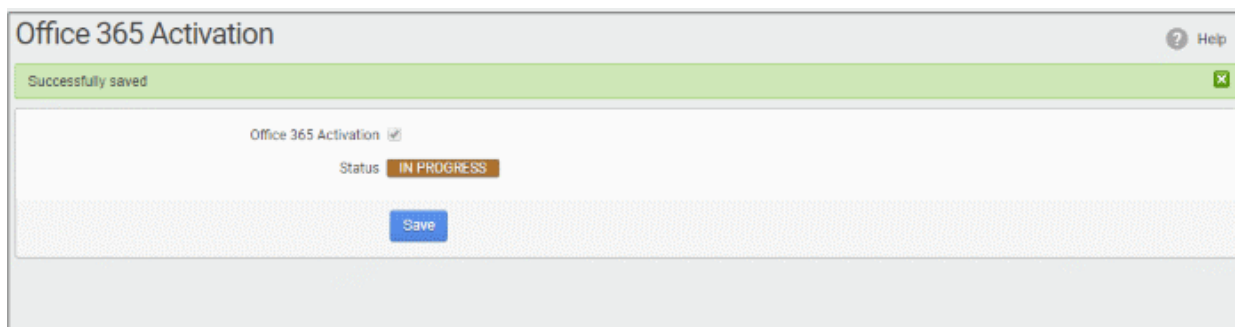 Office 365 Activation
? Help
Successfully saved
Office 365 Activation
Status IN PROGRESS
Save